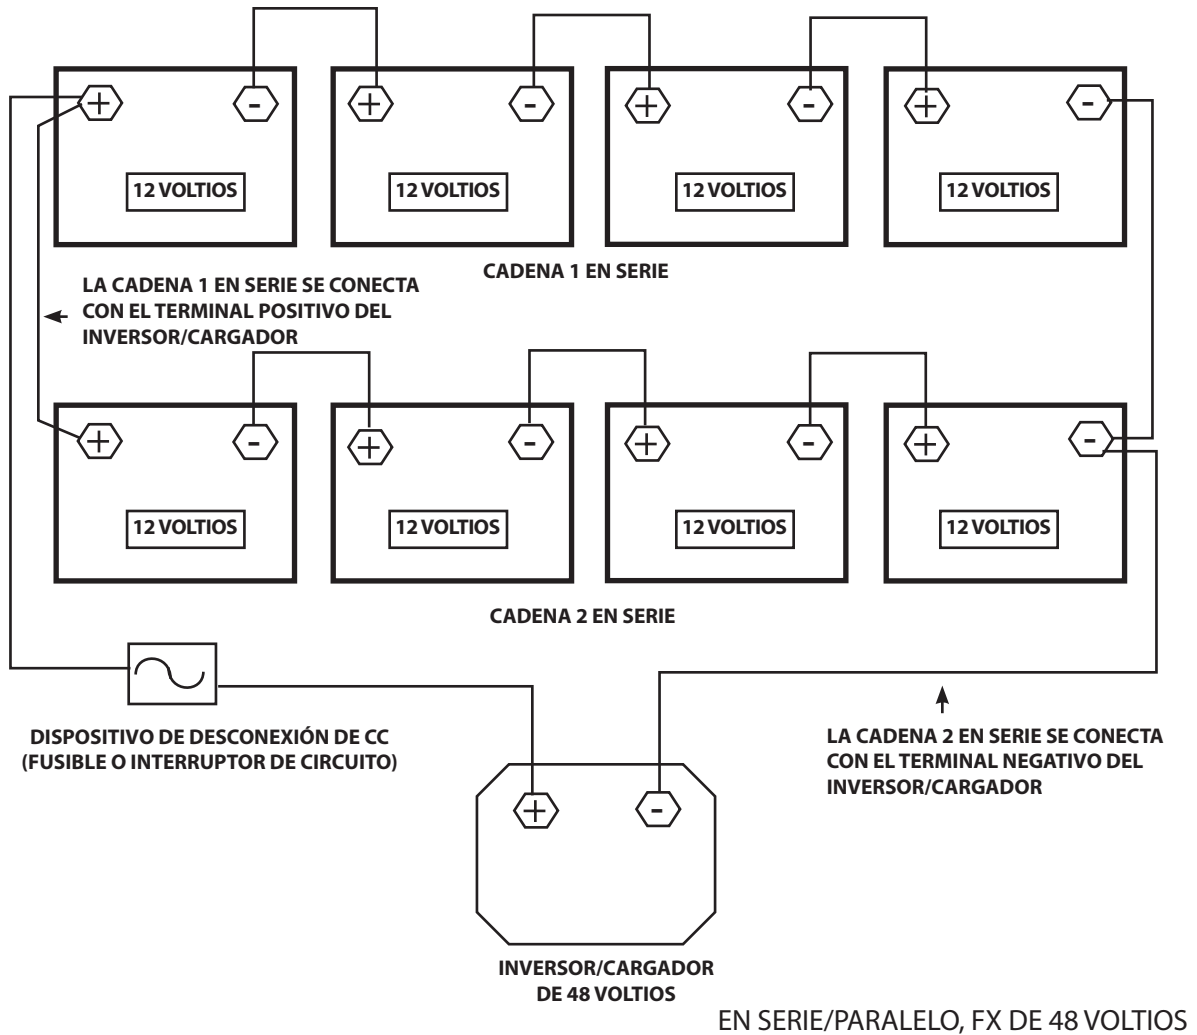 + - + - + - + -
12 VOLTIOS 12 VOLTIOS 12 VOLTIOS 12 VOLTIOS
CADENA 1 EN SERIE
LA CADENA 1 EN SERIE SE CONECTA
CON EL TERMINAL POSITIVO DEL
INVERSOR/CARGADOR
+ - + - + - + -
12 VOLTIOS 12 VOLTIOS 12 VOLTIOS 12 VOLTIOS
CADENA 2 EN SERIE
DISPOSITIVO DE DESCONEXIÓN DE CC
(FUSIBLE O INTERRUPTOR DE CIRCUITO)
LA CADENA 2 EN SERIE SE CONECTA
CON EL TERMINAL NEGATIVO DEL
INVERSOR/CARGADOR
+ -
INVERSOR/CARGADOR
DE 48 VOLTIOS
EN SERIE/PARALELO, FX DE 48 VOLTIOS